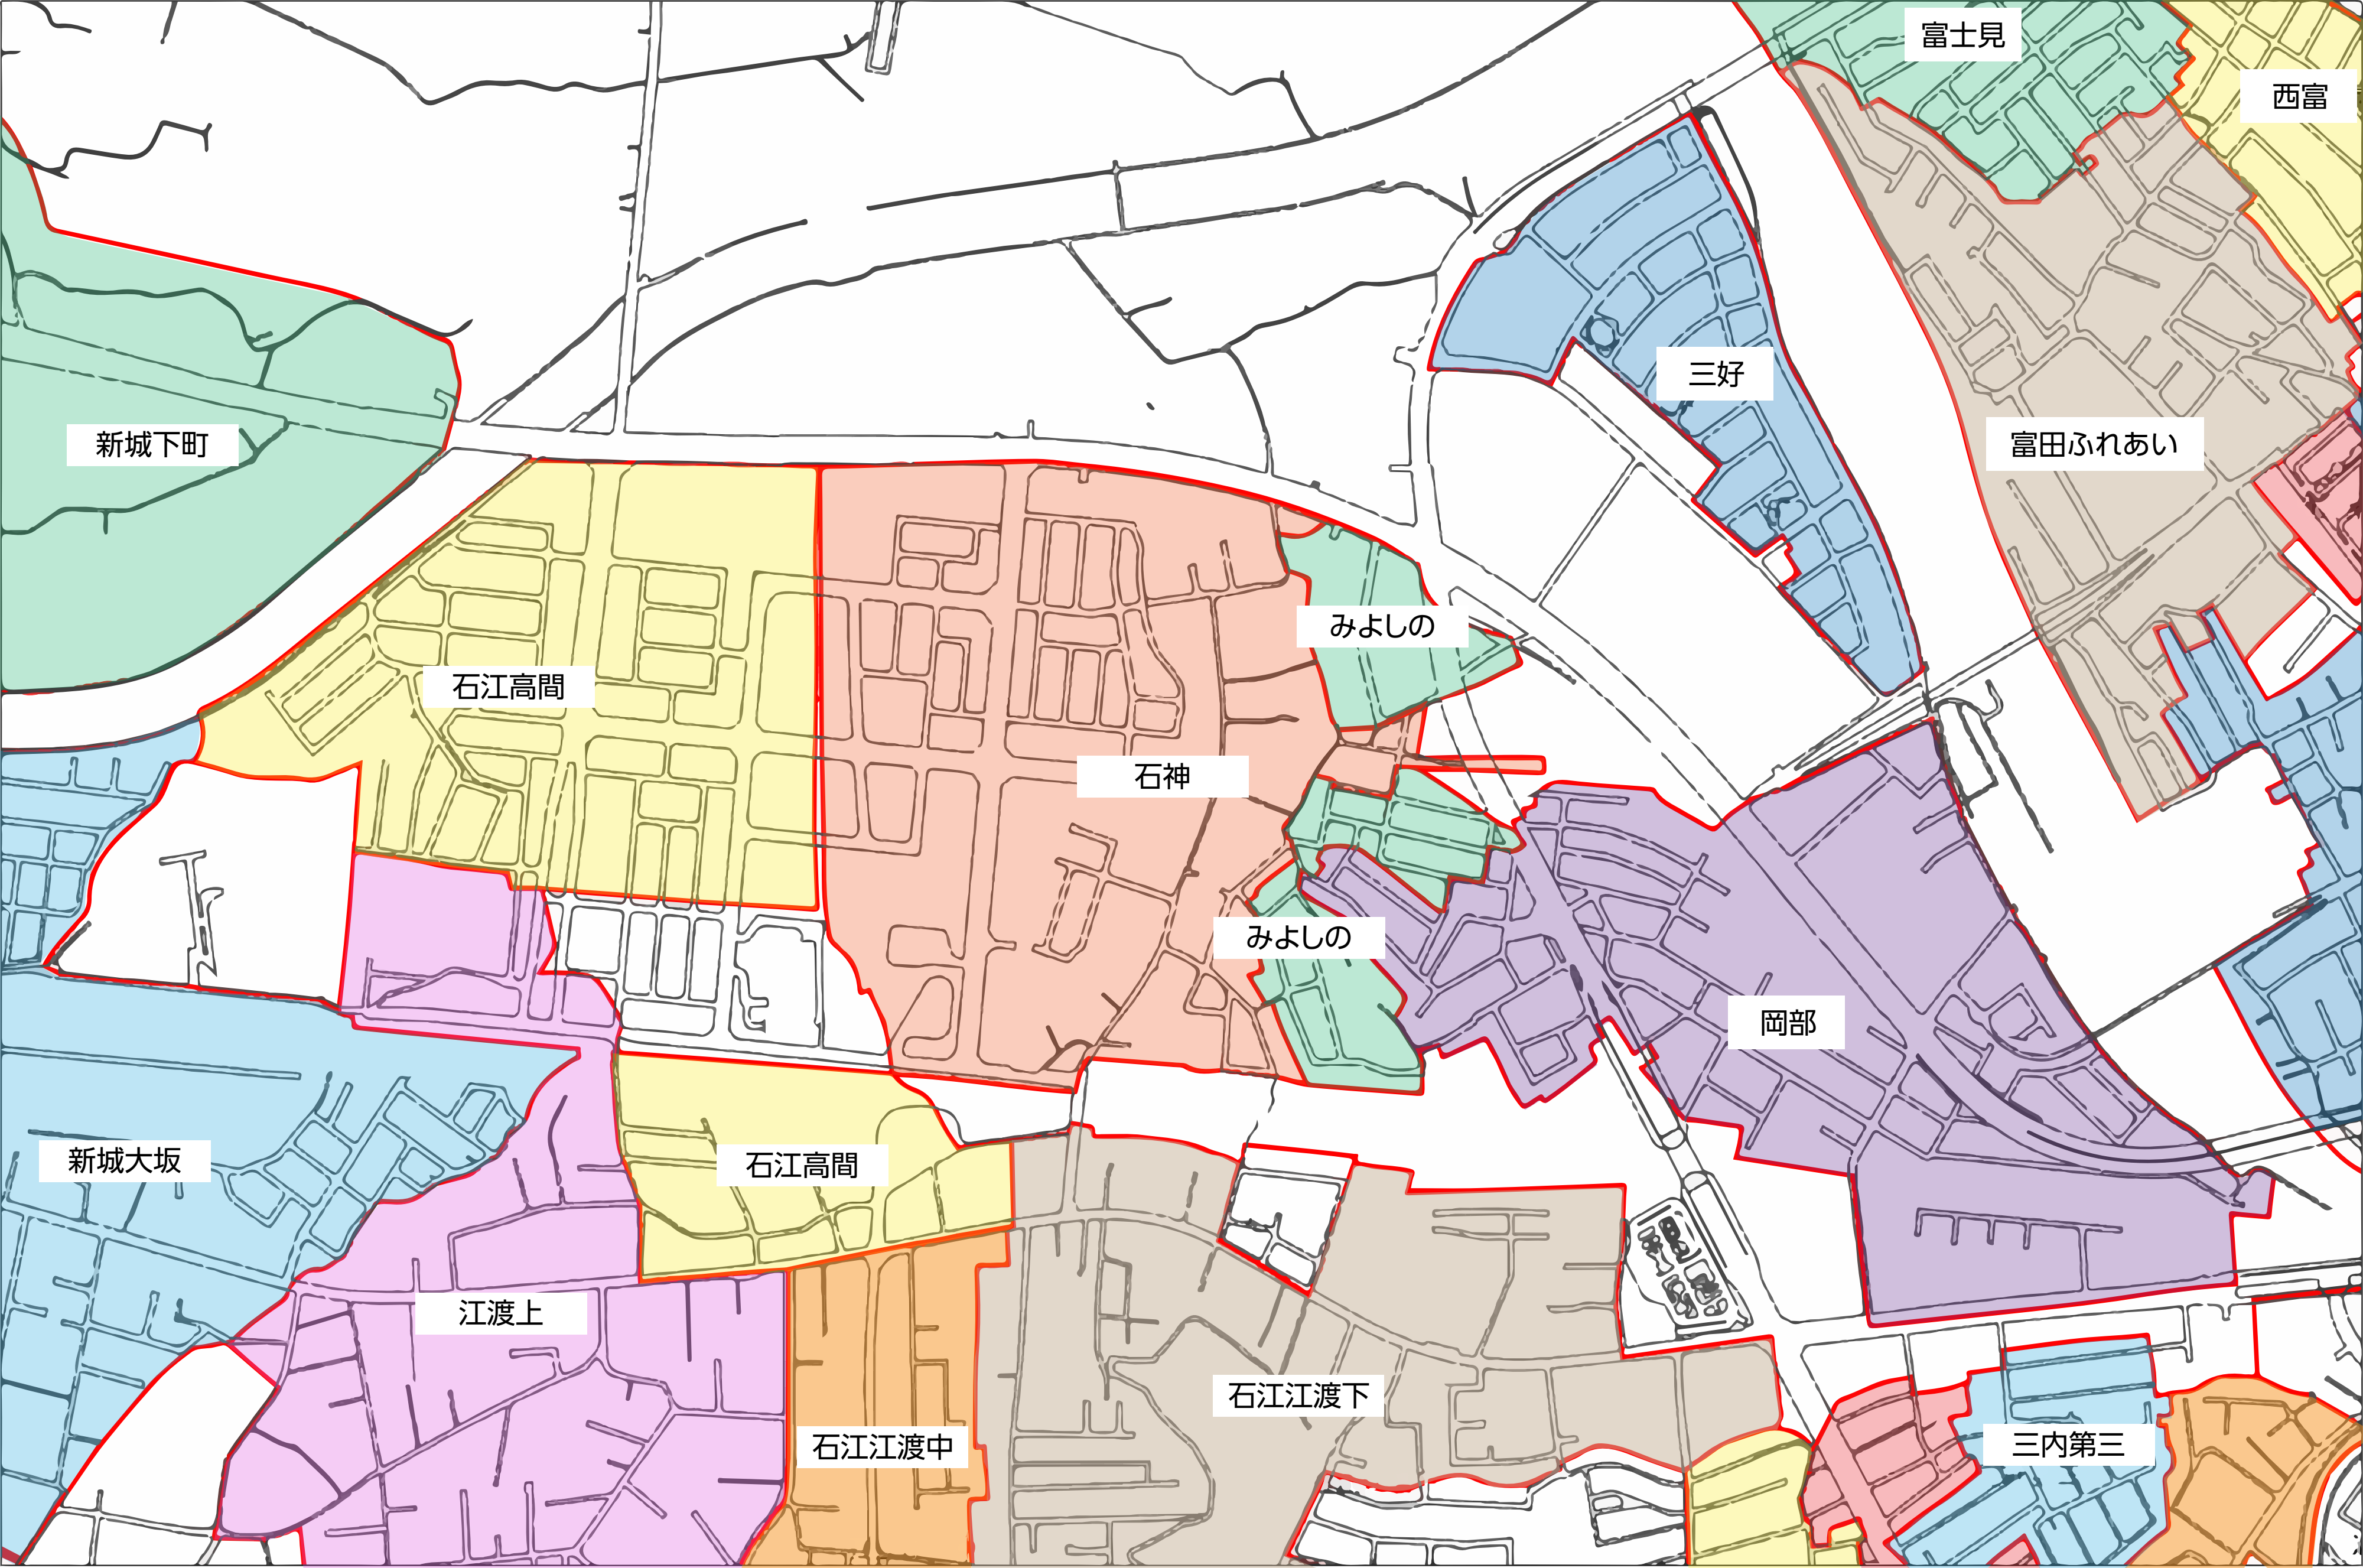 富士見
西富
三好
新城下町
富田ふれあい
みよしの
石江高間
石神
みよしの
岡部
新城大坂
石江高間
江渡上
石江江渡下
石江江渡中
三内第三